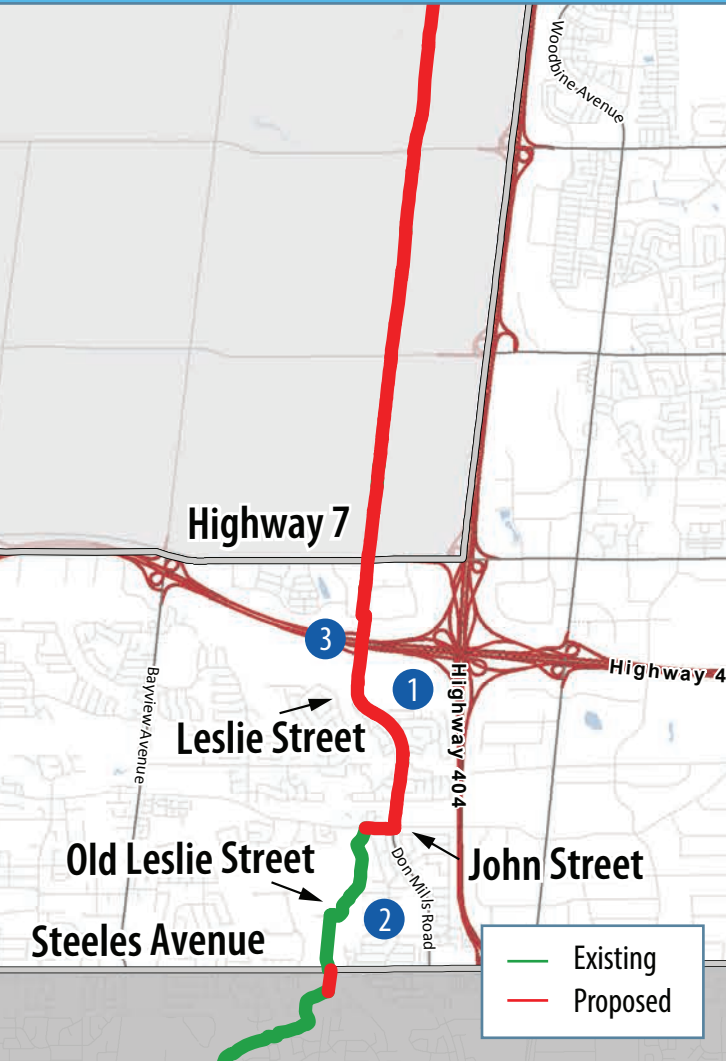 Woodbine Avenue
Highway 7
3
1
Highway 4
Bayview Avenue
Leslie Street
Highway 404
Old Leslie Street
John Street
Don Mills Road
2
Steeles Avenue
Existing
Proposed